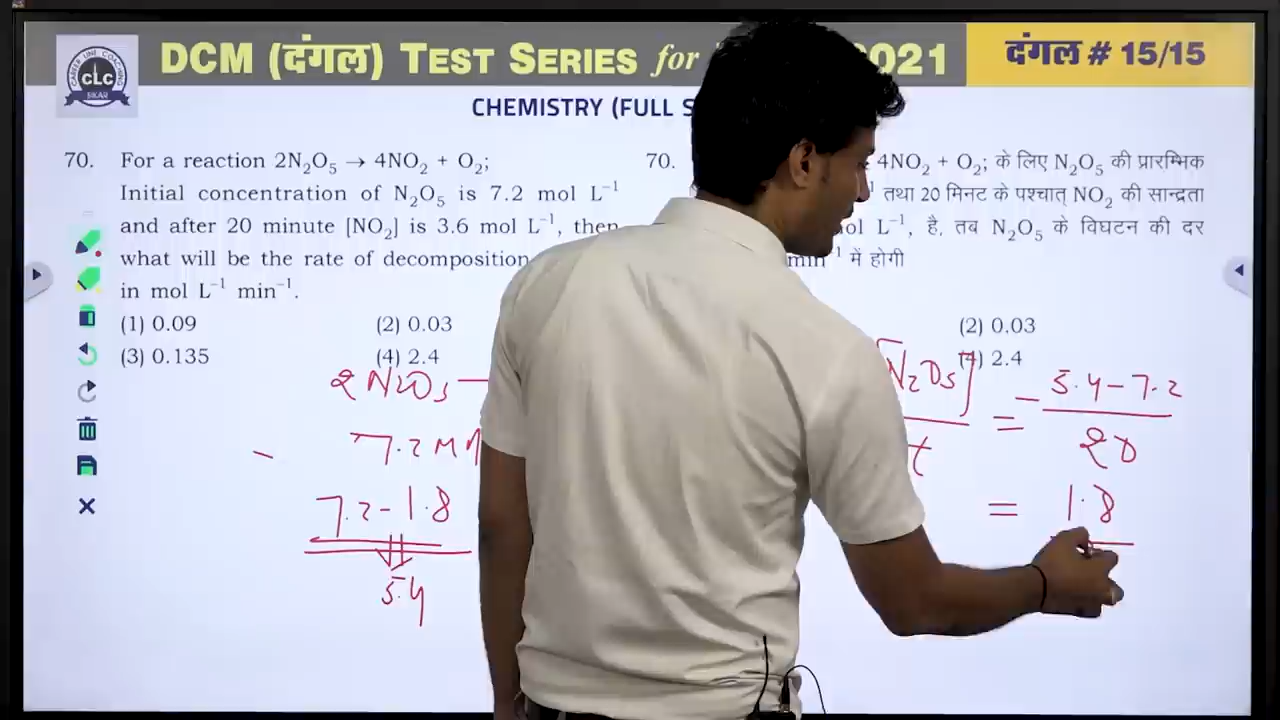 DCM (दंगल) TEST SERIES for 2021
दंगल # 15/15
CLC
SIKAR
CHEMISTRY (FULL S
70. For a reaction 2N₂O₅ → 4NO₂ + O₂;
Initial concentration of N₂O₅ is 7.2 mol L⁻¹
and after 20 minute [NO₂] is 3.6 mol L⁻¹, then
what will be the rate of decomposition
in mol L⁻¹ min⁻¹.
(1) 0.09 (2) 0.03
(3) 0.135 (4) 2.4
70. 4NO₂ + O₂; के लिए N₂O₅ की प्रारम्भिक
तथा 20 मिनट के पश्चात् NO₂ की सान्द्रता
mol L⁻¹, है, तब N₂O₅ के विघटन की दर
min⁻¹ में होगी
(2) 0.03
(4) 2.4
2N₂O₅ —
7.2 M
7.2 - 1.8
5.4
N₂O₅] = - 5.4 - 7.2
t 20
= 1.8